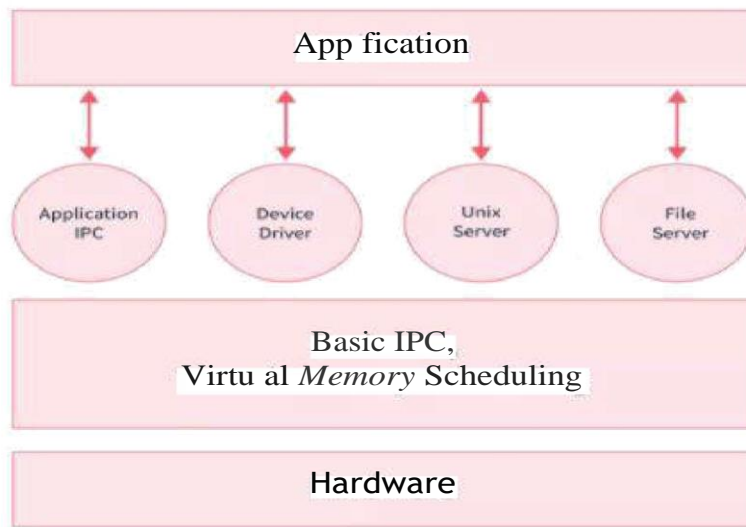 App fication
Application
IPC
Device
Driver
Unix
Server
File
Server
Basic IPC,
Virtu al Memory Scheduling
Hardware